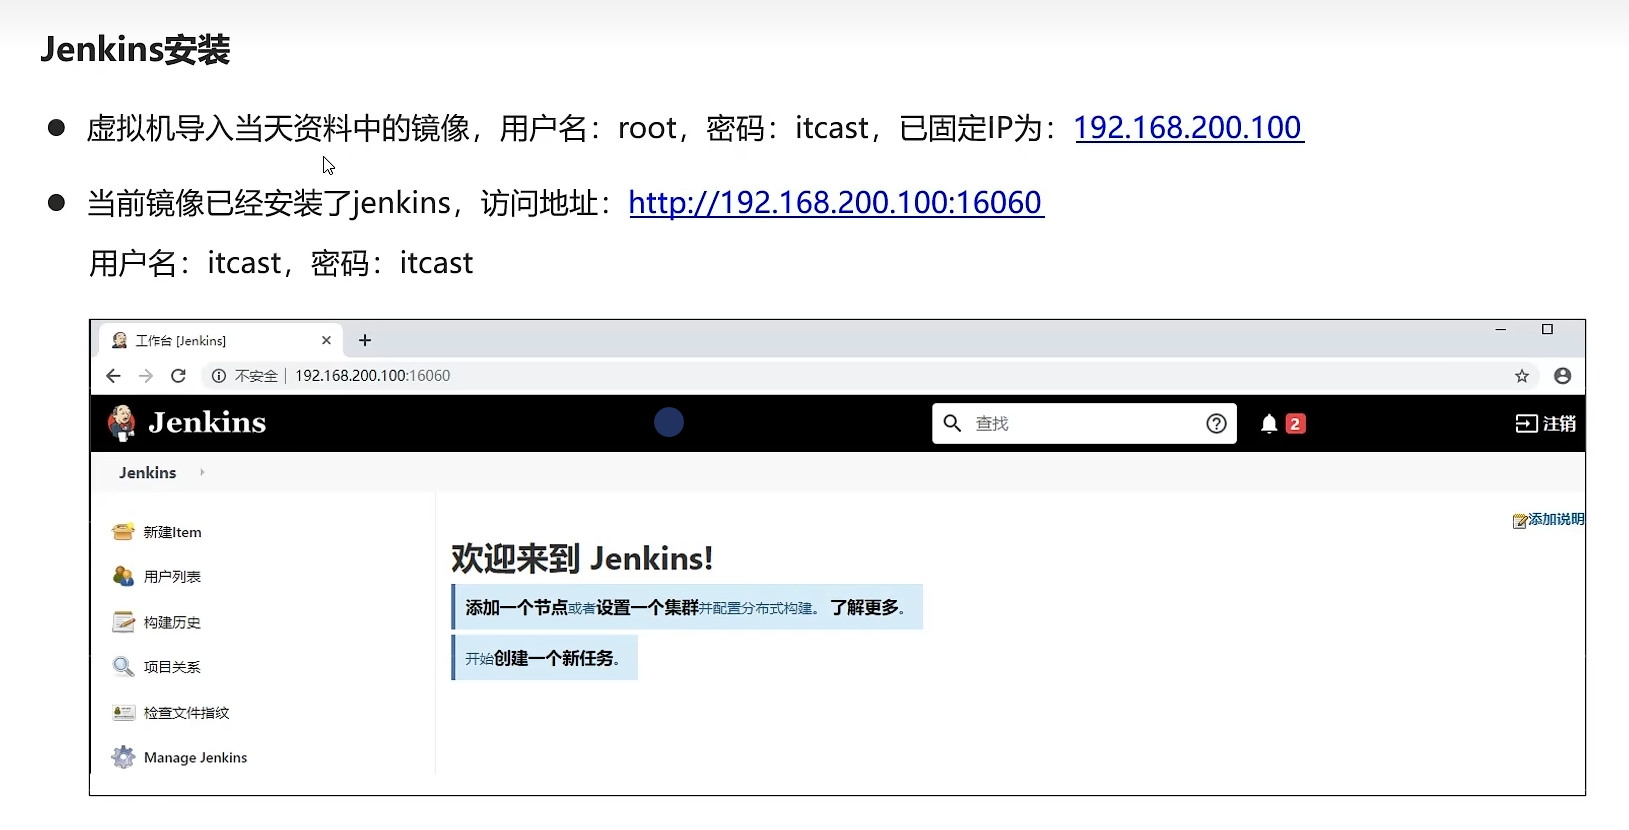 Jenkins安装
虚拟机导入当天资料中的镜像，用户名：root，密码：itcast，已固定IP为：192.168.200.100
当前镜像已经安装了jenkins，访问地址：http://192.168.200.100:16060
用户名：itcast，密码：itcast
工作台 [Jenkins]
不安全 | 192.168.200.100:16060
Jenkins
查找
2
注销
Jenkins
添加说明
新建Item
用户列表
构建历史
项目关系
检查文件指纹
Manage Jenkins
欢迎来到 Jenkins!
添加一个节点或者设置一个集群并配置分布式构建。 了解更多。
开始创建一个新任务。